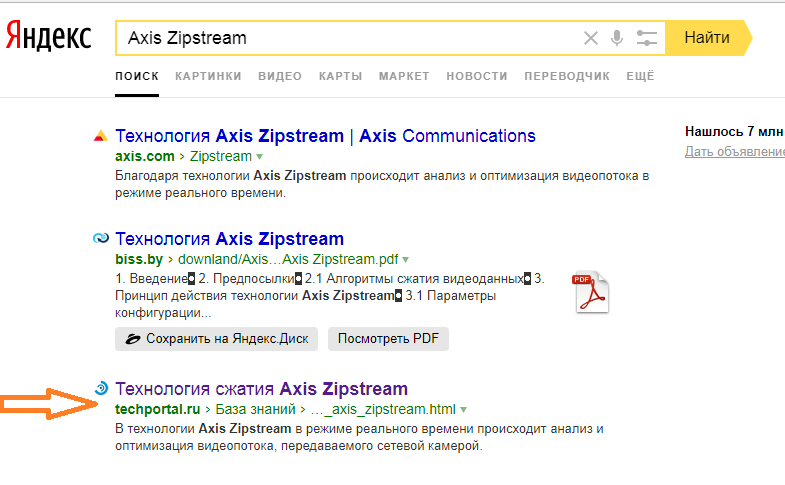 Яндекс
Axis Zipstream
Найти
ПОИСК КАРТИНКИ ВИДЕО КАРТЫ МАРКЕТ НОВОСТИ ПЕРЕВОДЧИК ЕЩЁ
Технология Axis Zipstream | Axis Communications
axis.com › Zipstream
Благодаря технологии Axis Zipstream происходит анализ и оптимизация видеопотока в
режиме реального времени.
Нашлось 7 млн
Дать объявление
Технология Axis Zipstream
biss.by › downland/Axis…Axis Zipstream.pdf
1. Введение 2. Предпосылки 2.1 Алгоритмы сжатия видеоданных 3.
Принцип действия технологии Axis Zipstream 3.1 Параметры
конфигурации...
PDF
Сохранить на Яндекс.Диск
Посмотреть PDF
Технология сжатия Axis Zipstream
techportal.ru › База знаний › …_axis_zipstream.html
В технологии Axis Zipstream в режиме реального времени происходит анализ и
оптимизация видеопотока, передаваемого сетевой камерой.